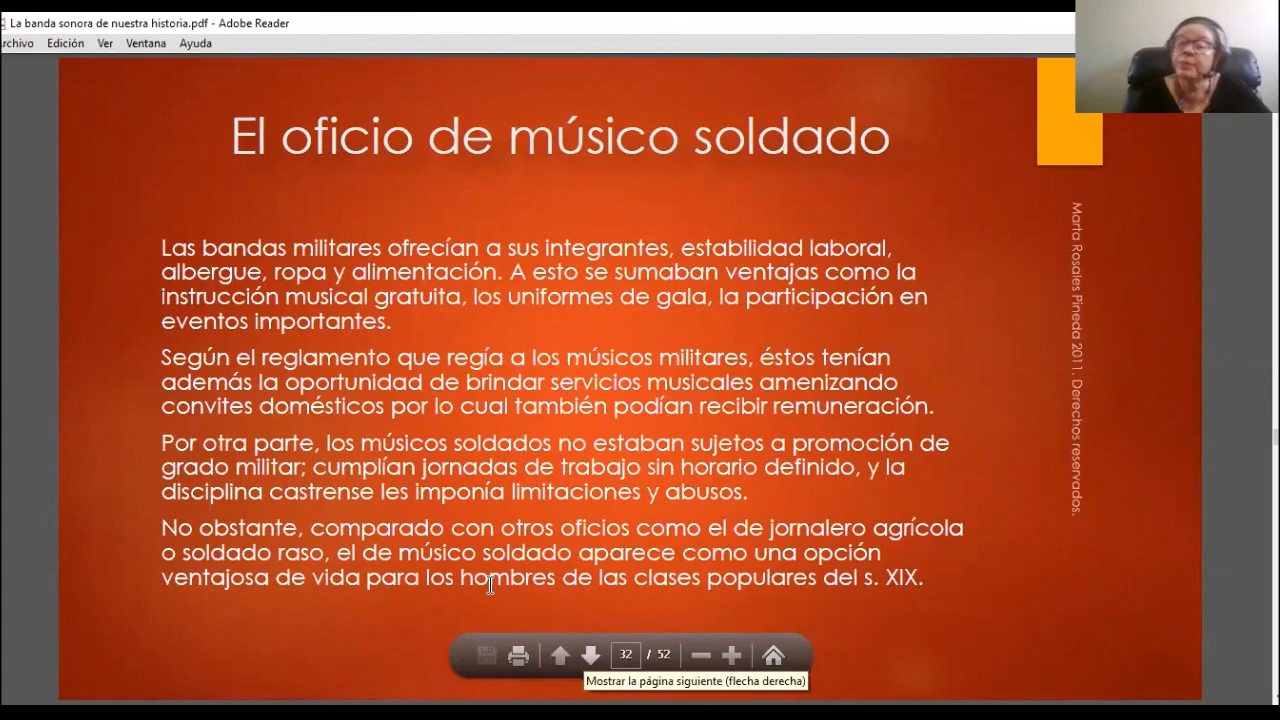 La banda sonora de nuestra historia.pdf - Adobe Reader
rchivo Edición Ver Ventana Ayuda
El oficio de músico soldado
Las bandas militares ofrecían a sus integrantes, estabilidad laboral,
albergue, ropa y alimentación. A esto se sumaban ventajas como la
instrucción musical gratuita, los uniformes de gala, la participación en
eventos importantes.
Según el reglamento que regía a los músicos militares, éstos tenían
además la oportunidad de brindar servicios musicales amenizando
convites domésticos por lo cual también podían recibir remuneración.
Por otra parte, los músicos soldados no estaban sujetos a promoción de
grado militar; cumplían jornadas de trabajo sin horario definido, y la
disciplina castrense les imponía limitaciones y abusos.
No obstante, comparado con otros oficios como el de jornalero agrícola
o soldado raso, el de músico soldado aparece como una opción
ventajosa de vida para los hombres de las clases populares del s. XIX.
Marta Rosales Pineda 2011. Derechos reservados.
32 / 52
Mostrar la página siguiente (flecha derecha)